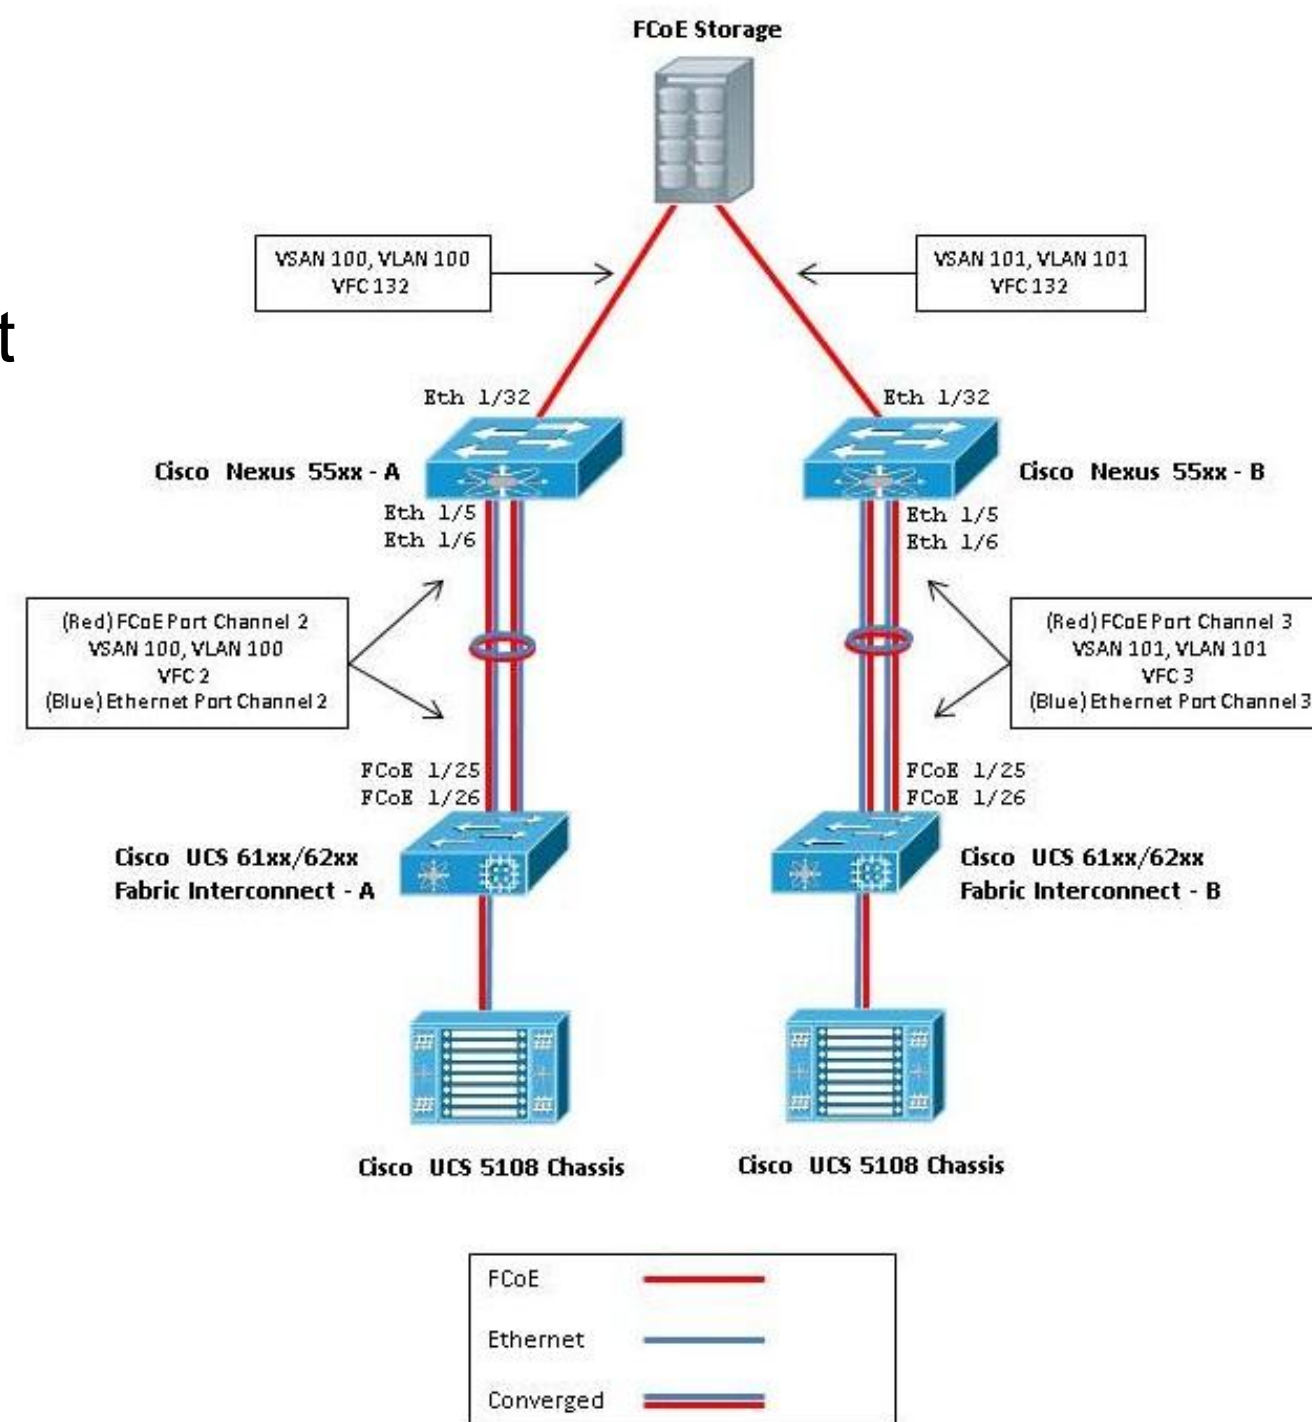 FCoE Storage
VSAN 100, VLAN 100
VFC 132
VSAN 101, VLAN 101
VFC 132
t
Eth 1/32
Eth 1/32
Cisco Nexus 55xx - A
Cisco Nexus 55xx - B
Eth 1/5
Eth 1/6
Eth 1/5
Eth 1/6
(Red) FCoE Port Channel 2
VSAN 100, VLAN 100
VFC 2
(Blue) Ethernet Port Channel 2
(Red) FCoE Port Channel 3
VSAN 101, VLAN 101
VFC 3
(Blue) Ethernet Port Channel 3
FCoE 1/25
FCoE 1/26
FCoE 1/25
FCoE 1/26
Cisco UCS 61xx/62xx
Fabric Interconnect - A
Cisco UCS 61xx/62xx
Fabric Interconnect - B
Cisco UCS 5108 Chassis
Cisco UCS 5108 Chassis
FCoE
Ethernet
Converged